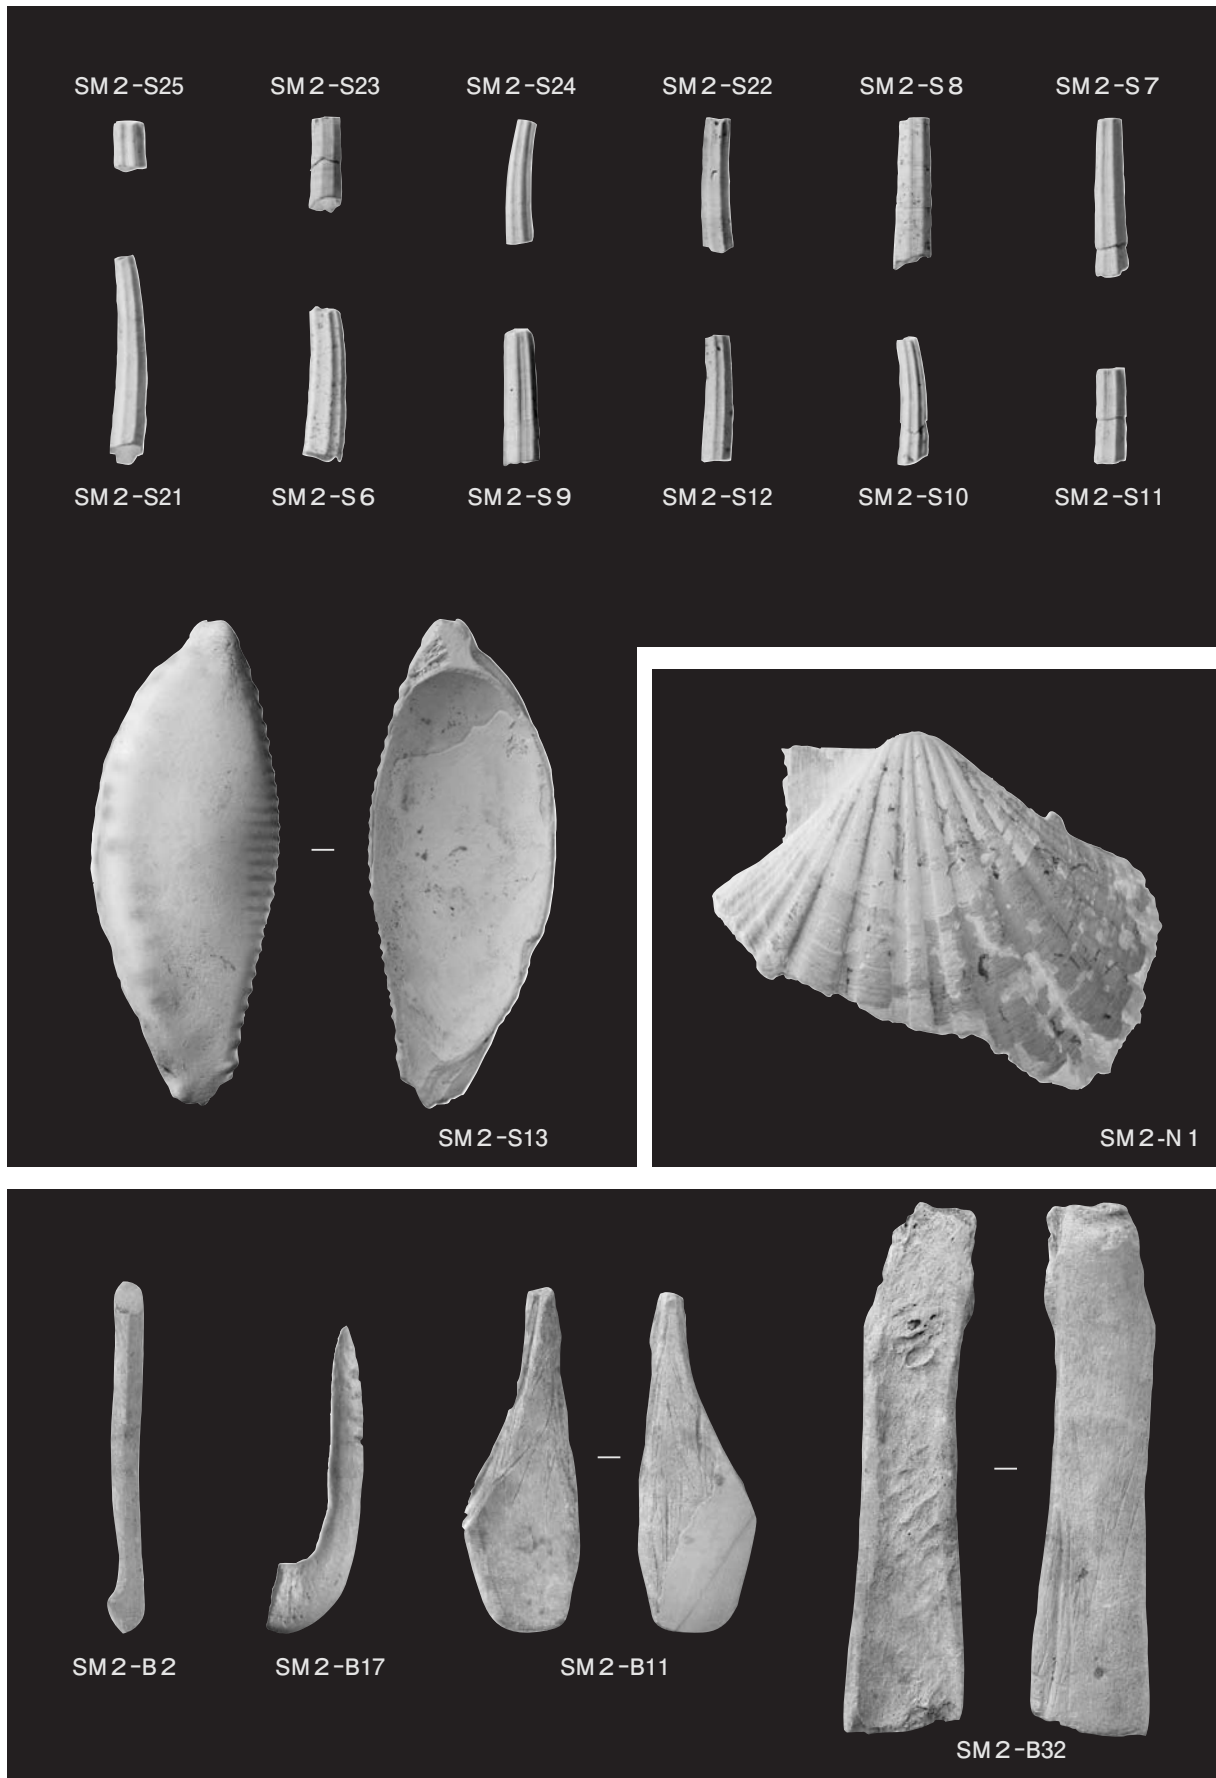 SM2-S25 SM2-S23 SM2-S24 SM2-S22 SM2-S8 SM2-S7
SM2-S21 SM2-S6 SM2-S9 SM2-S12 SM2-S10 SM2-S11
SM2-S13
SM2-N1
SM2-B2 SM2-B17 SM2-B11
SM2-B32